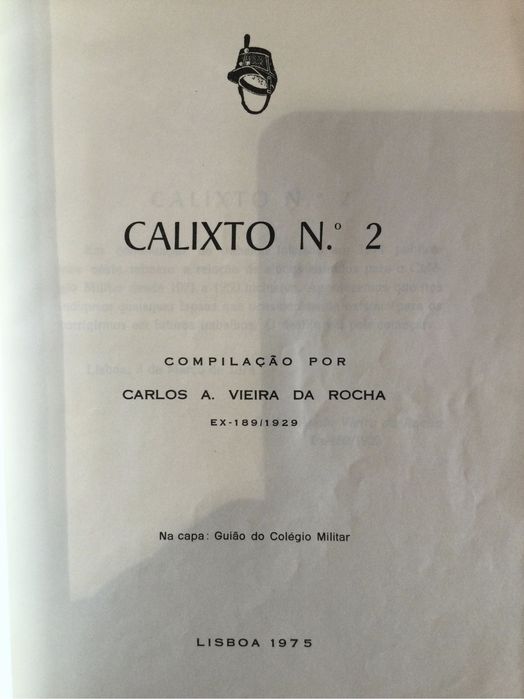 CALIXTO N.º 2
COMPILAÇÃO POR
CARLOS A. VIEIRA DA ROCHA
EX-189/1929
Na capa: Guião do Colégio Militar
LISBOA 1975